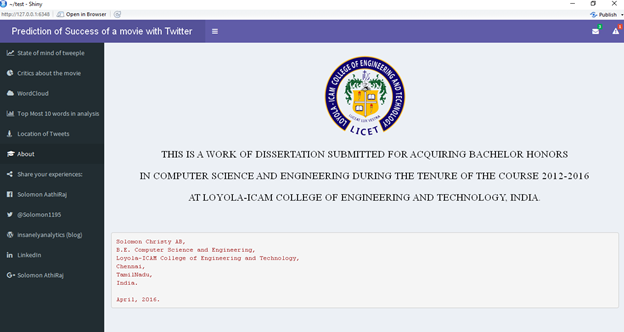 ~/test - Shiny
http://127.0.0.1:6348
Open in Browser
Publish
Prediction of Success of a movie with Twitter
State of mind of tweeple
Critics about the movie
WordCloud
Top Most 10 words in analysis
Location of Tweets
About
Share your experiences:
Solomon AathiRaj
@Solomon1195
insanelyanalytics (blog)
LinkedIn
Solomon AthiRaj
LOYOLA-ICAM COLLEGE OF ENGINEERING AND TECHNOLOGY
LICET
THIS IS A WORK OF DISSERTATION SUBMITTED FOR ACQUIRING BACHELOR HONORS
IN COMPUTER SCIENCE AND ENGINEERING DURING THE TENURE OF THE COURSE 2012-2016
AT LOYOLA-ICAM COLLEGE OF ENGINEERING AND TECHNOLOGY, INDIA.
Solomon Christy AB,
B.E. Computer Science and Engineering,
Loyola-ICAM College of Engineering and Technology,
Chennai,
TamilNadu,
India.
April, 2016.